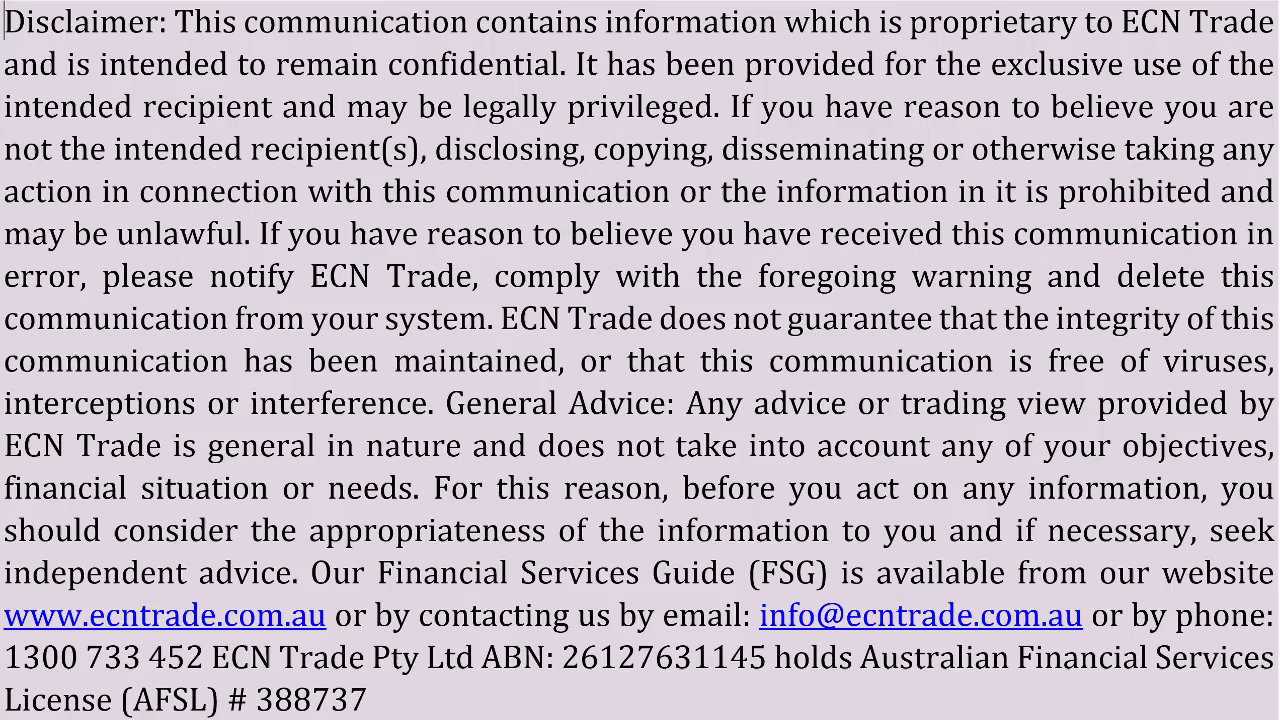 Disclaimer: This communication contains information which is proprietary to ECN Trade
and is intended to remain confidential. It has been provided for the exclusive use of the
intended recipient and may be legally privileged. If you have reason to believe you are
not the intended recipient(s), disclosing, copying, disseminating or otherwise taking any
action in connection with this communication or the information in it is prohibited and
may be unlawful. If you have reason to believe you have received this communication in
error, please notify ECN Trade, comply with the foregoing warning and delete this
communication from your system. ECN Trade does not guarantee that the integrity of this
communication has been maintained, or that this communication is free of viruses,
interceptions or interference. General Advice: Any advice or trading view provided by
ECN Trade is general in nature and does not take into account any of your objectives,
financial situation or needs. For this reason, before you act on any information, you
should consider the appropriateness of the information to you and if necessary, seek
independent advice. Our Financial Services Guide (FSG) is available from our website
www.ecntrade.com.au or by contacting us by email: info@ecntrade.com.au or by phone:
1300 733 452 ECN Trade Pty Ltd ABN: 26127631145 holds Australian Financial Services
License (AFSL) # 388737